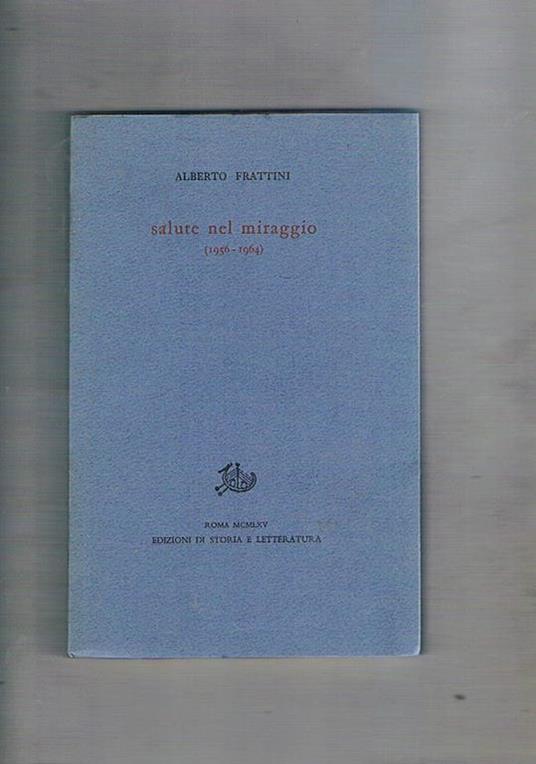 ALBERTO FRATTINI
salute nel miraggio
(1956-1964)
ROMA MCMLXV
EDIZIONI DI STORIA E LETTERATURA